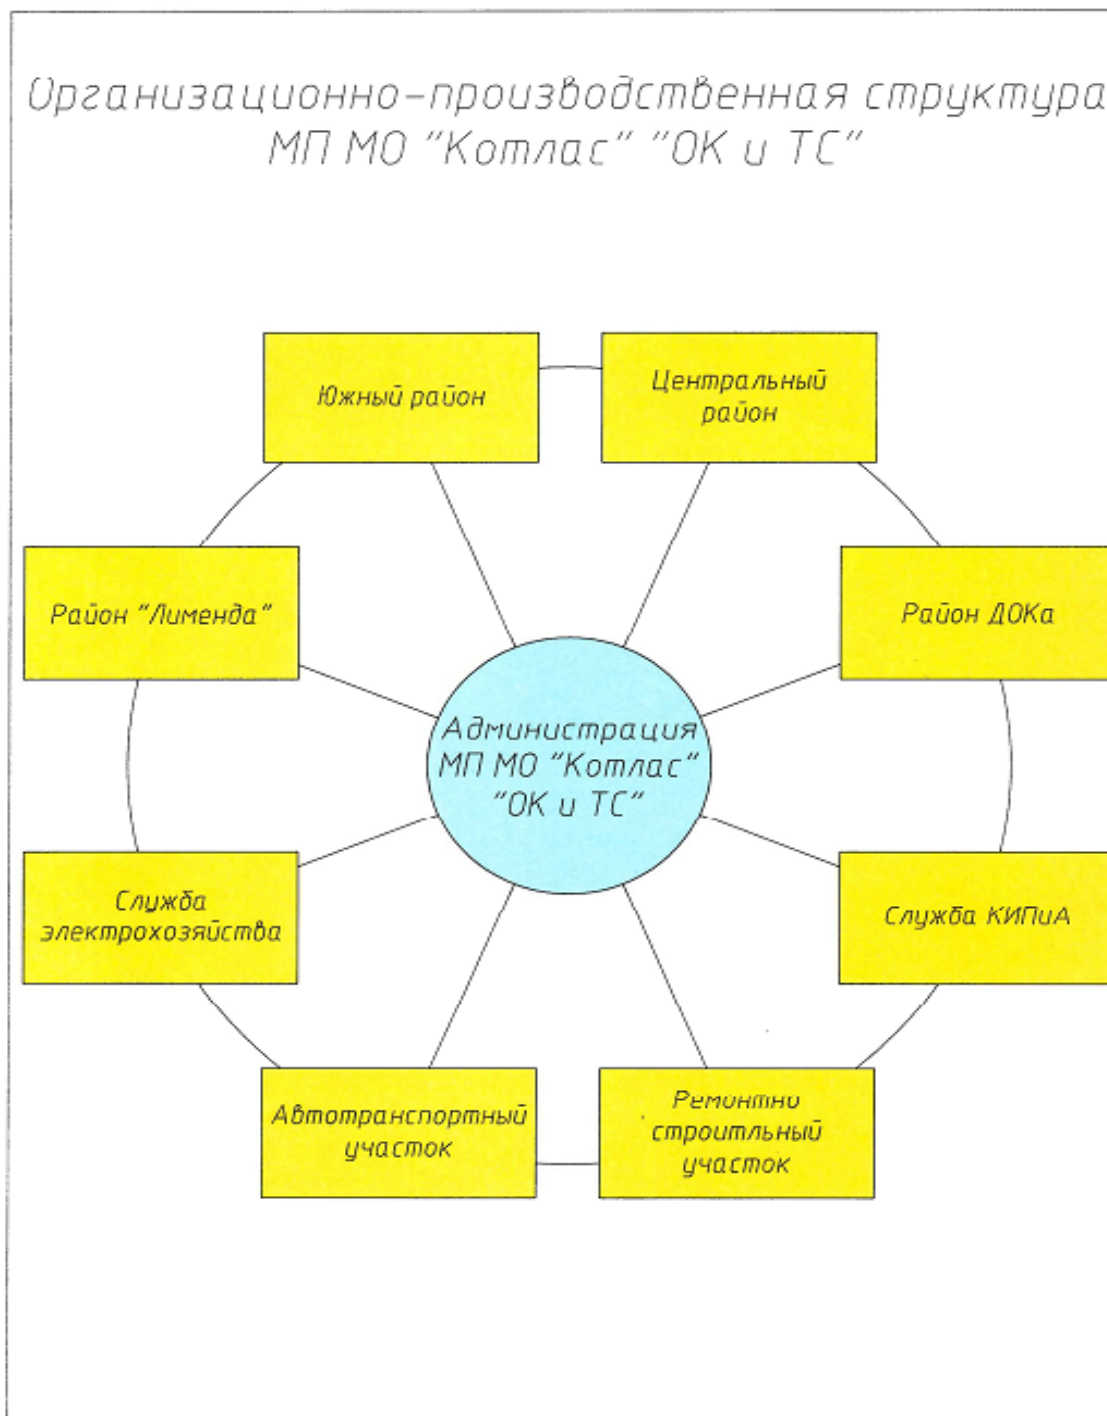 Организационно-производственная структура
МП МО "Котлас" "ОК и ТС"
Южный район
Центральный
район
Район "Лименда"
Район ДОКа
Администрация
МП МО "Котлас"
"ОК и ТС"
Служба
электрохозяйства
Служба КИПиА
Автотранспортный
участок
Ремонтно
строитльный
участок